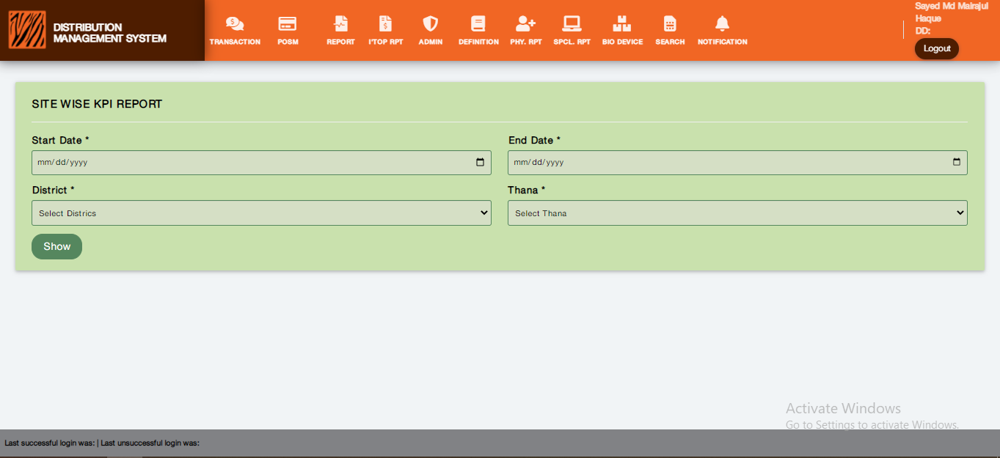 DISTRIBUTION
MANAGEMENT SYSTEM
TRANSACTION
POSM
REPORT
I'TOP RPT
ADMIN
DEFINITION
PHY. RPT
SPCL. RPT
BIO DEVICE
SEARCH
NOTIFICATION
Sayed Md Mairajul
Haque
DD:
Logout
SITE WISE KPI REPORT
Start Date *
End Date *
mm/dd/yyyy
mm/dd/yyyy
District *
Thana *
Select Districs
Select Thana
Show
Activate Windows
Go to Settings to activate Windows.
Last successful login was: | Last unsuccessful login was: